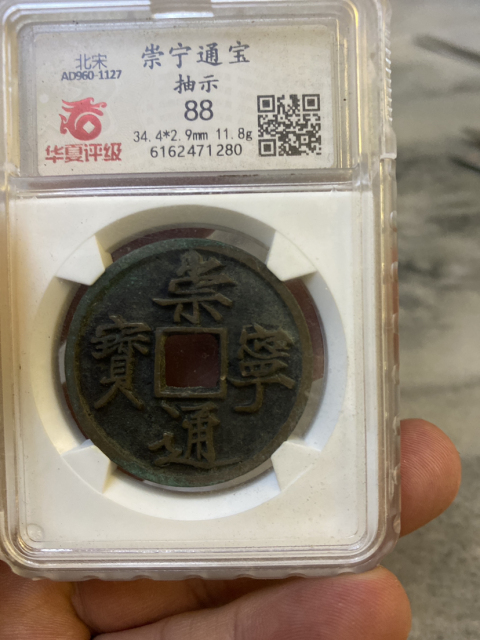 北宋
AD960-1127
崇宁通宝
抽示
88
34.4*2.9mm 11.8g
6162471280
华夏评级
崇寧通寶